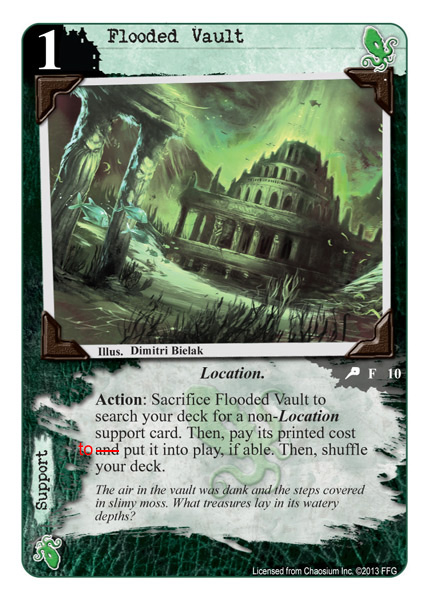 1
Flooded Vault
Illus. Dimitri Bielak
Location.
F 10
Action: Sacrifice Flooded Vault to
search your deck for a non-Location
support card. Then, pay its printed cost
to and put it into play, if able. Then, shuffle
your deck.
The air in the vault was dank and the steps covered
in slimy moss. What treasures lay in its watery
depths?
Support
Licensed from Chaosium Inc. ©2013 FFG